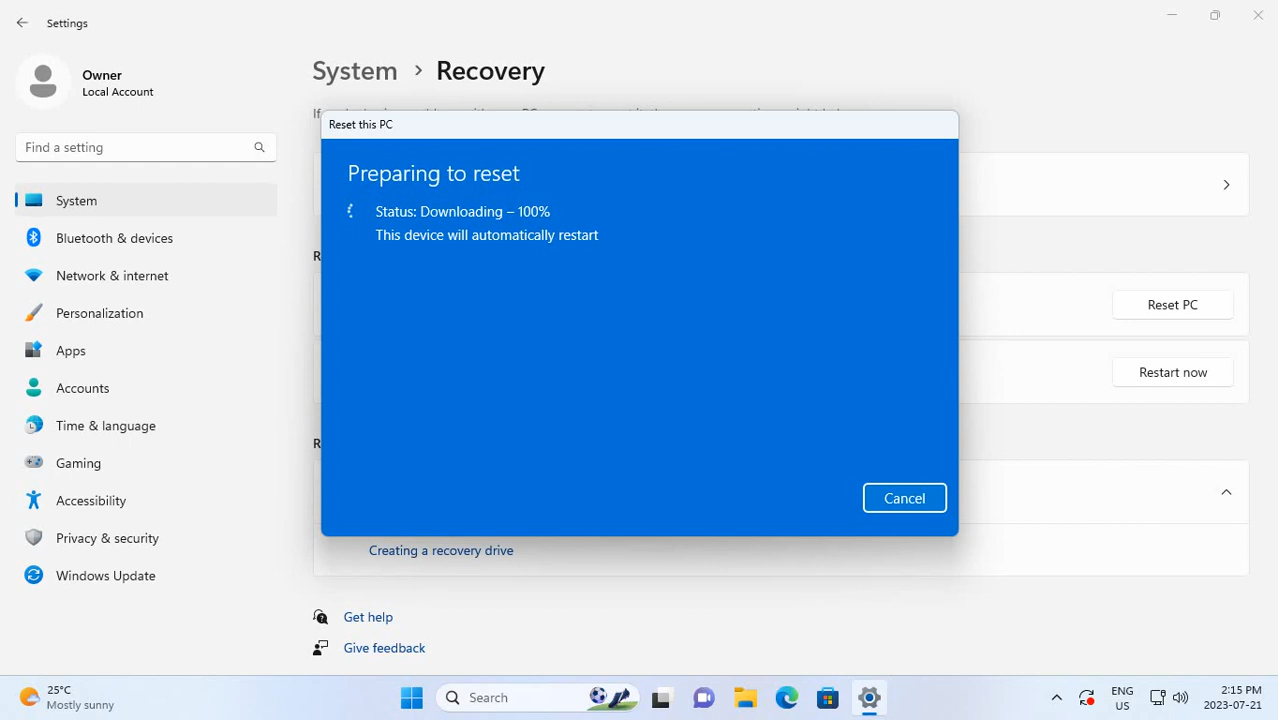 Settings
Owner
Local Account
Find a setting
System
Bluetooth & devices
Network & internet
Personalization
Apps
Accounts
Time & language
Gaming
Accessibility
Privacy & security
Windows Update
System > Recovery
Reset this PC
Preparing to reset
Status: Downloading – 100%
This device will automatically restart
Cancel
Reset PC
Restart now
Creating a recovery drive
Get help
Give feedback
25°C
Mostly sunny
Search
ENG
US
2:15 PM
2023-07-21